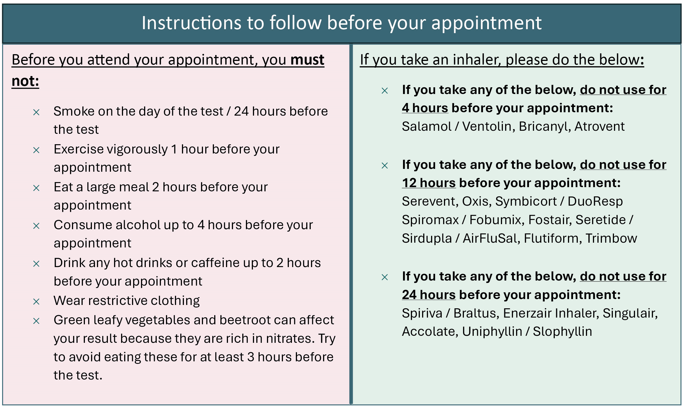 Instructions to follow before your appointment
Before you attend your appointment, you must
not:
× Smoke on the day of the test / 24 hours before
the test
× Exercise vigorously 1 hour before your
appointment
× Eat a large meal 2 hours before your
appointment
× Consume alcohol up to 4 hours before your
appointment
× Drink any hot drinks or caffeine up to 2 hours
before your appointment
× Wear restrictive clothing
× Green leafy vegetables and beetroot can affect
your result because they are rich in nitrates. Try
to avoid eating these for at least 3 hours before
the test.
If you take an inhaler, please do the below:
× If you take any of the below, do not use for
4 hours before your appointment:
Salamol / Ventolin, Bricanyl, Atrovent
× If you take any of the below, do not use for
12 hours before your appointment:
Serevent, Oxis, Symbicort / DuoResp
Spiromax / Fobumix, Fostair, Seretide /
Sirdupla / AirFluSal, Flutiform, Trimbow
× If you take any of the below, do not use for
24 hours before your appointment:
Spiriva / Braltus, Enerzair Inhaler, Singulair,
Accolate, Uniphyllin / Slophyllin